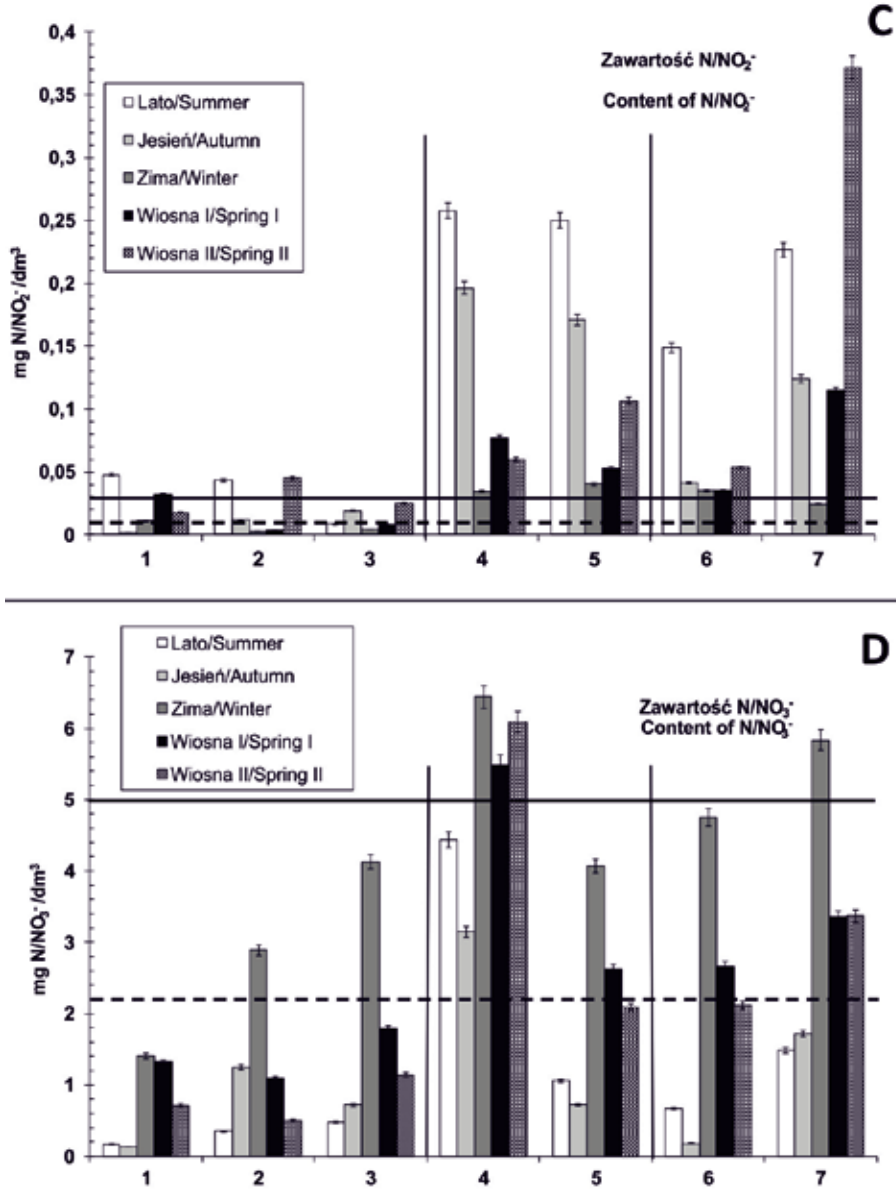 C
Zawartość N/NO₂⁻
Content of N/NO₂⁻
mg N/NO₂⁻/dm³
0,4
0,35
0,3
0,25
0,2
0,15
0,1
0,05
0
Lato/Summer
Jesień/Autumn
Zima/Winter
Wiosna I/Spring I
Wiosna II/Spring II
1 2 3 4 5 6 7
D
Zawartość N/NO₃⁻
Content of N/NO₃⁻
mg N/NO₃⁻/dm³
7
6
5
4
3
2
1
0
Lato/Summer
Jesień/Autumn
Zima/Winter
Wiosna I/Spring I
Wiosna II/Spring II
1 2 3 4 5 6 7